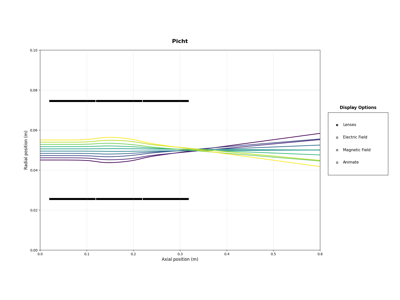 Picht
0.10
0.08
0.06
0.04
0.02
0.00
Radial position (m)
0.0 0.1 0.2 0.3 0.4 0.5 0.6
Axial position (m)
Display Options
Lenses
Electric Field
Magnetic Field
Animate